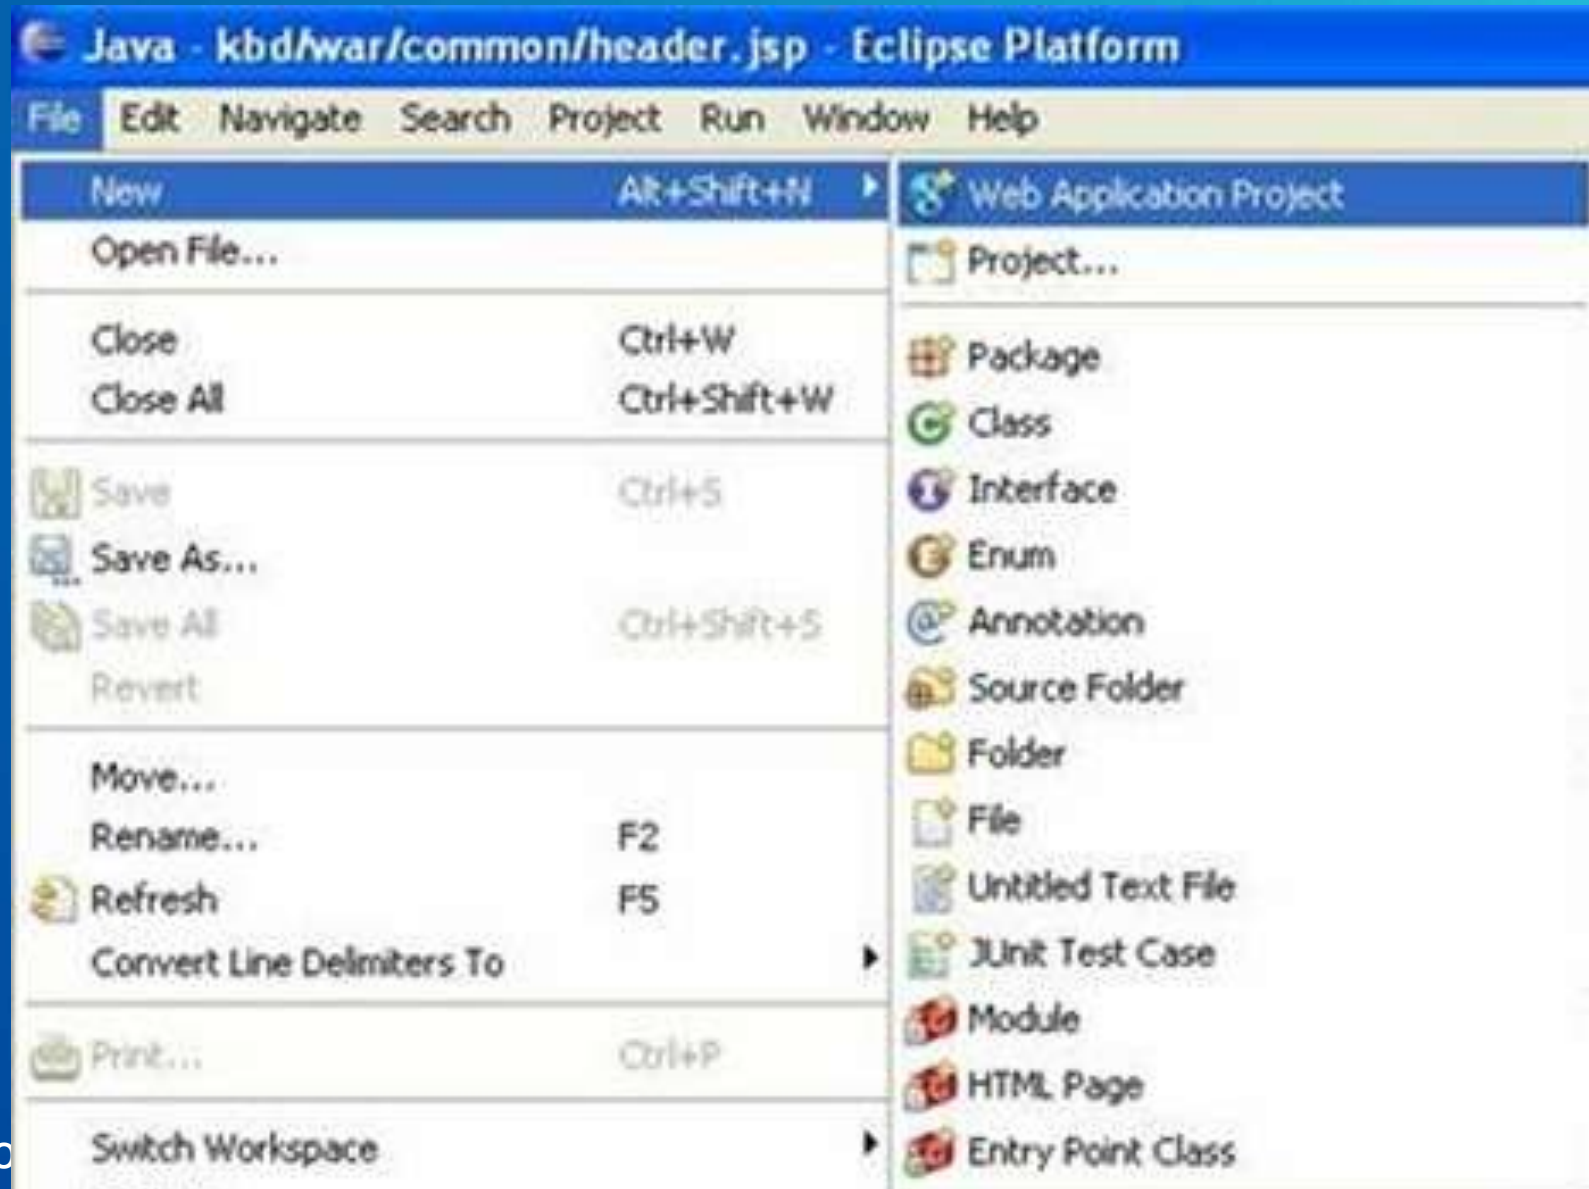 Java - kbd/war/common/header.jsp - Eclipse Platform
File Edit Navigate Search Project Run Window Help
New Alt+Shift+N
Open File...
Close Ctrl+W
Close All Ctrl+Shift+W
Save Ctrl+S
Save As...
Save All Ctrl+Shift+S
Revert
Move...
Rename... F2
Refresh F5
Convert Line Delimiters To
Print... Ctrl+P
Switch Workspace
Web Application Project
Project...
Package
Class
Interface
Enum
Annotation
Source Folder
Folder
File
Untitled Text File
JUnit Test Case
Module
HTML Page
Entry Point Class